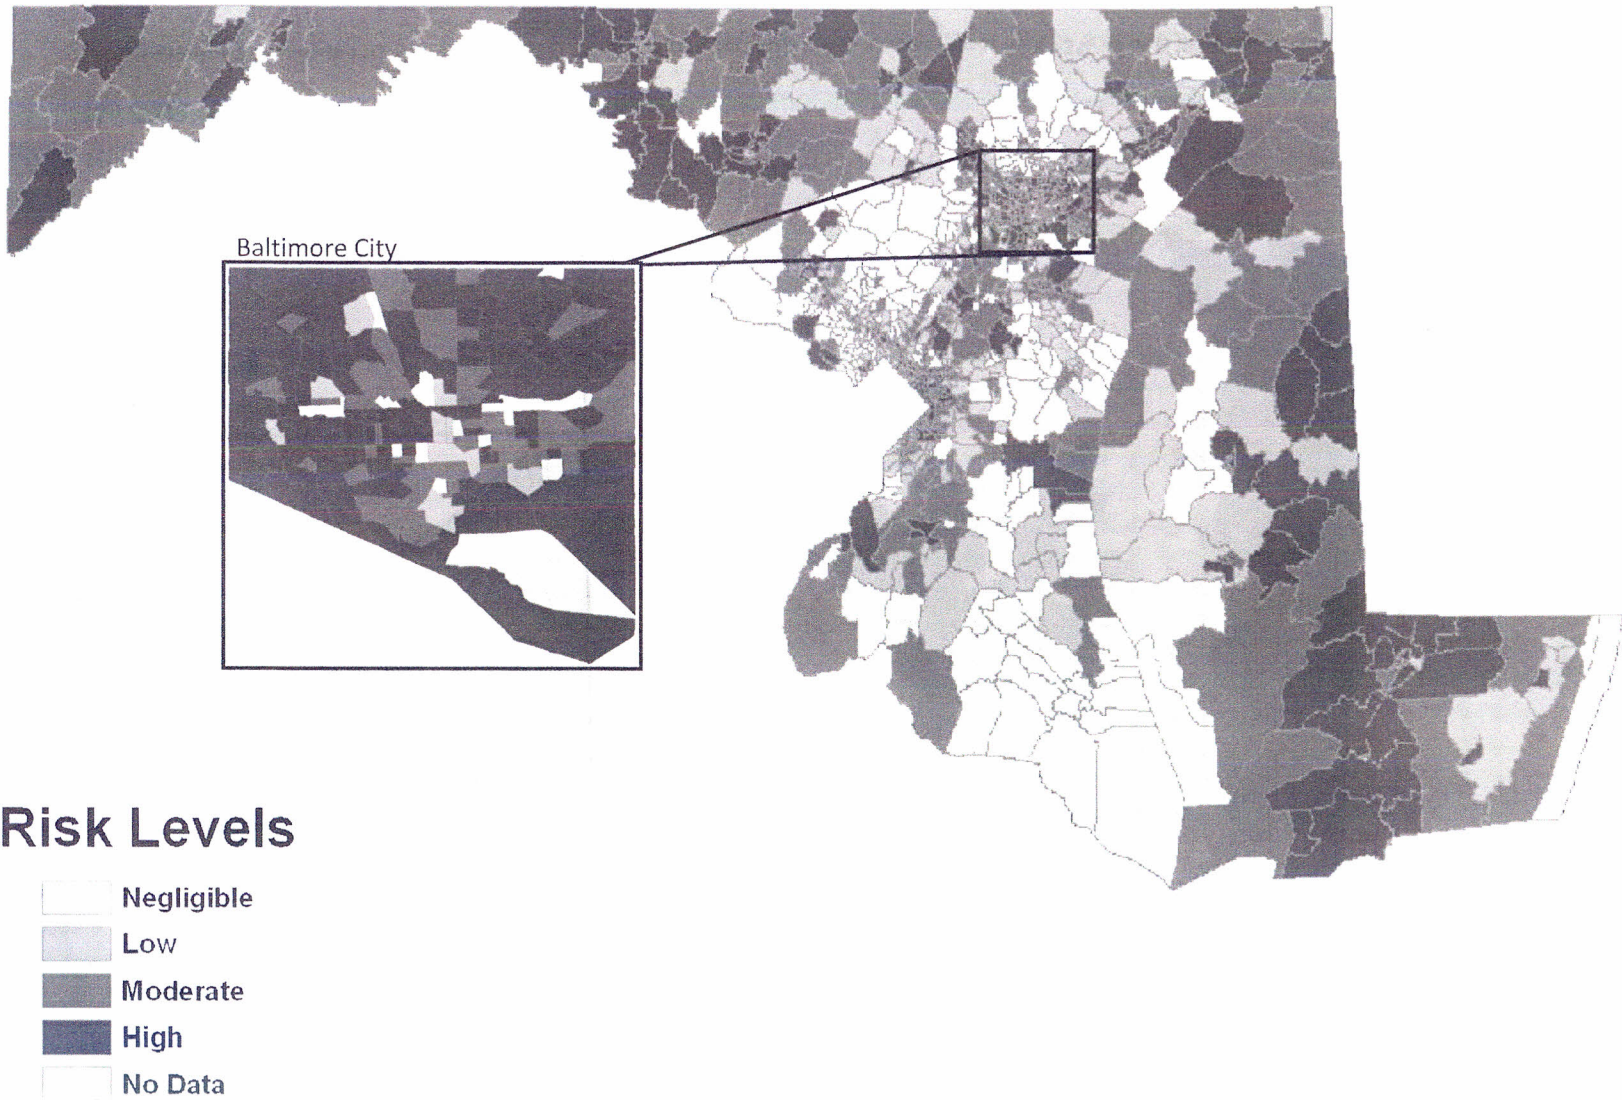 Baltimore City
Risk Levels
Negligible
Low
Moderate
High
No Data